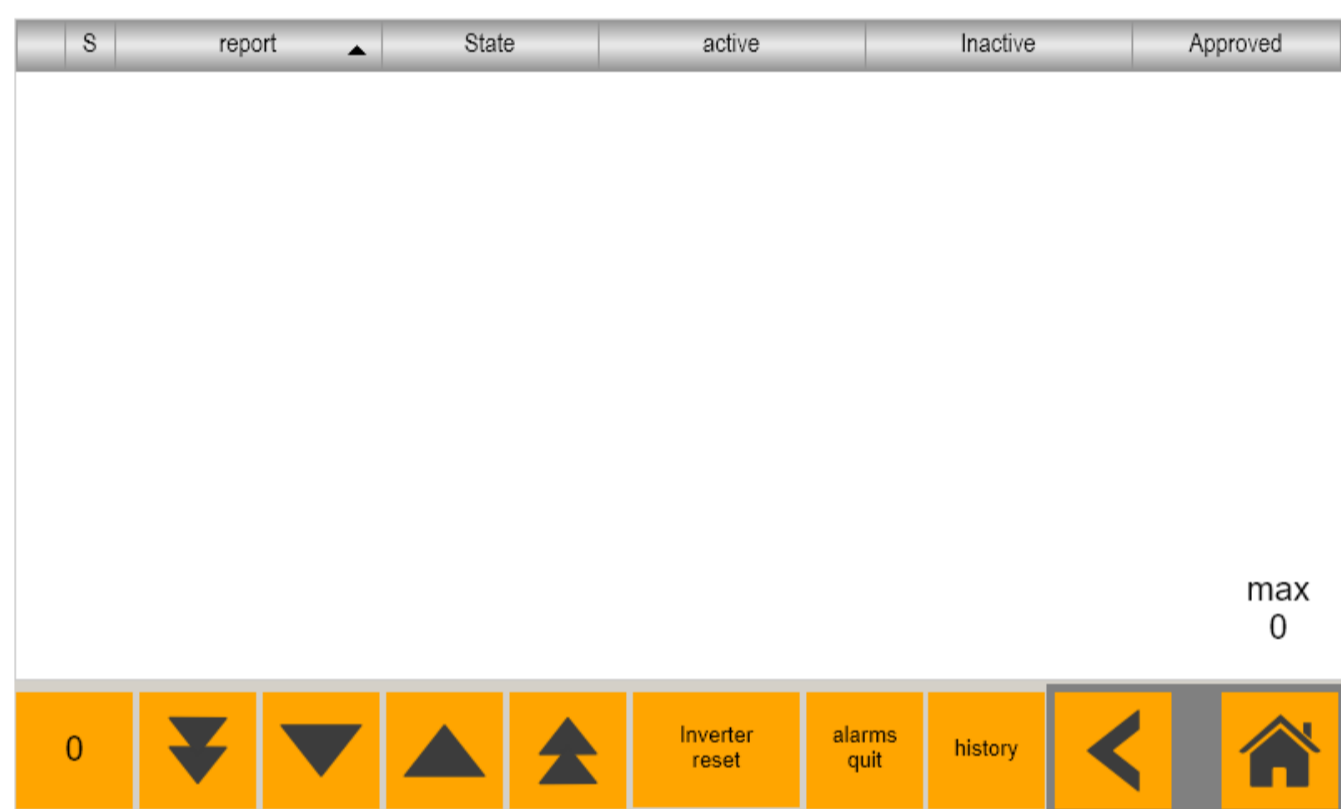 S report State active Inactive Approved
max
0
0
Inverter
reset
alarms
quit
history